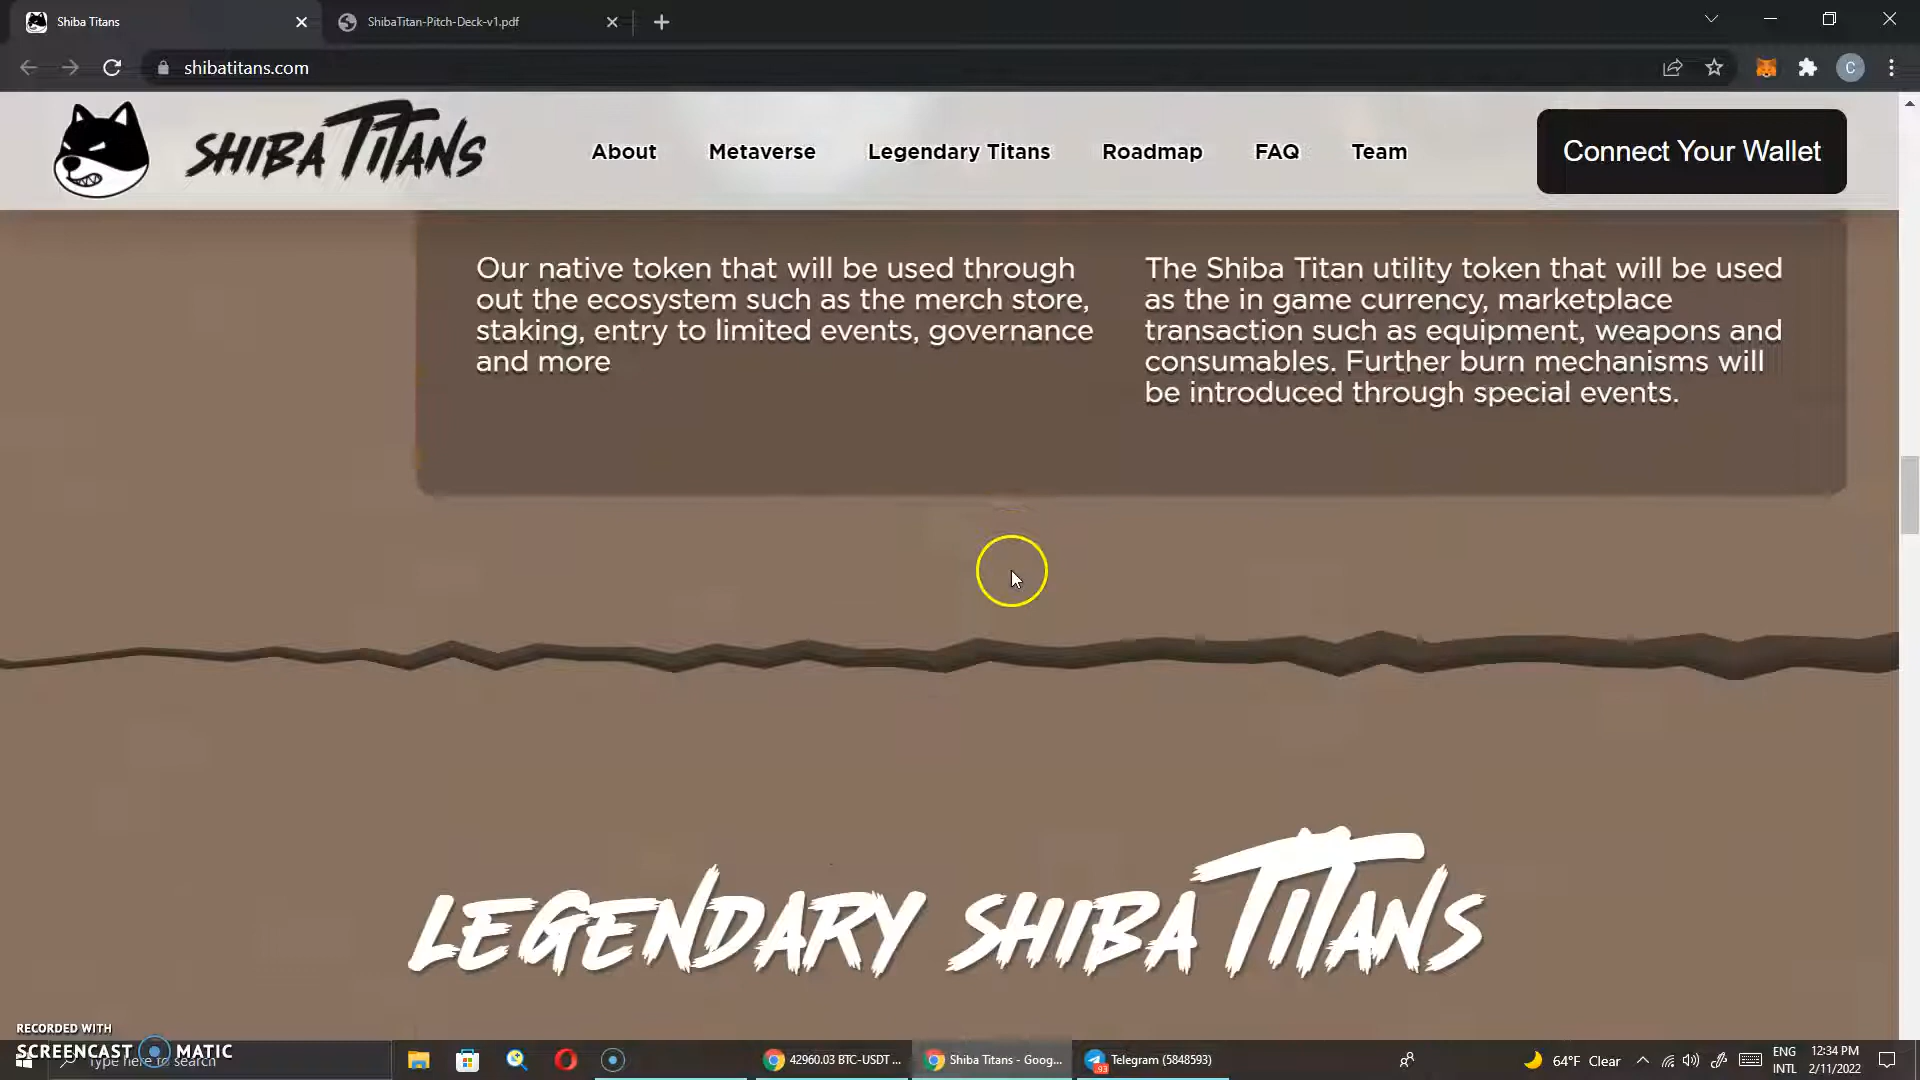 Shiba Titans
ShibaTitan-Pitch-Deck-v1.pdf
shibatitans.com
C
SHIBA TITANS
About
Metaverse
Legendary Titans
Roadmap
FAQ
Team
Connect Your Wallet
Our native token that will be used through
out the ecosystem such as the merch store,
staking, entry to limited events, governance
and more
The Shiba Titan utility token that will be used
as the in game currency, marketplace
transaction such as equipment, weapons and
consumables. Further burn mechanisms will
be introduced through special events.
LEGENDARY SHIBA TITANS
RECORDED WITH
SCREENCAST MATIC
Type here to search
42960.03 BTC-USDT ...
Shiba Titans - Goog...
93
Telegram (5848593)
64°F Clear
ENG
INTL
12:34 PM
2/11/2022